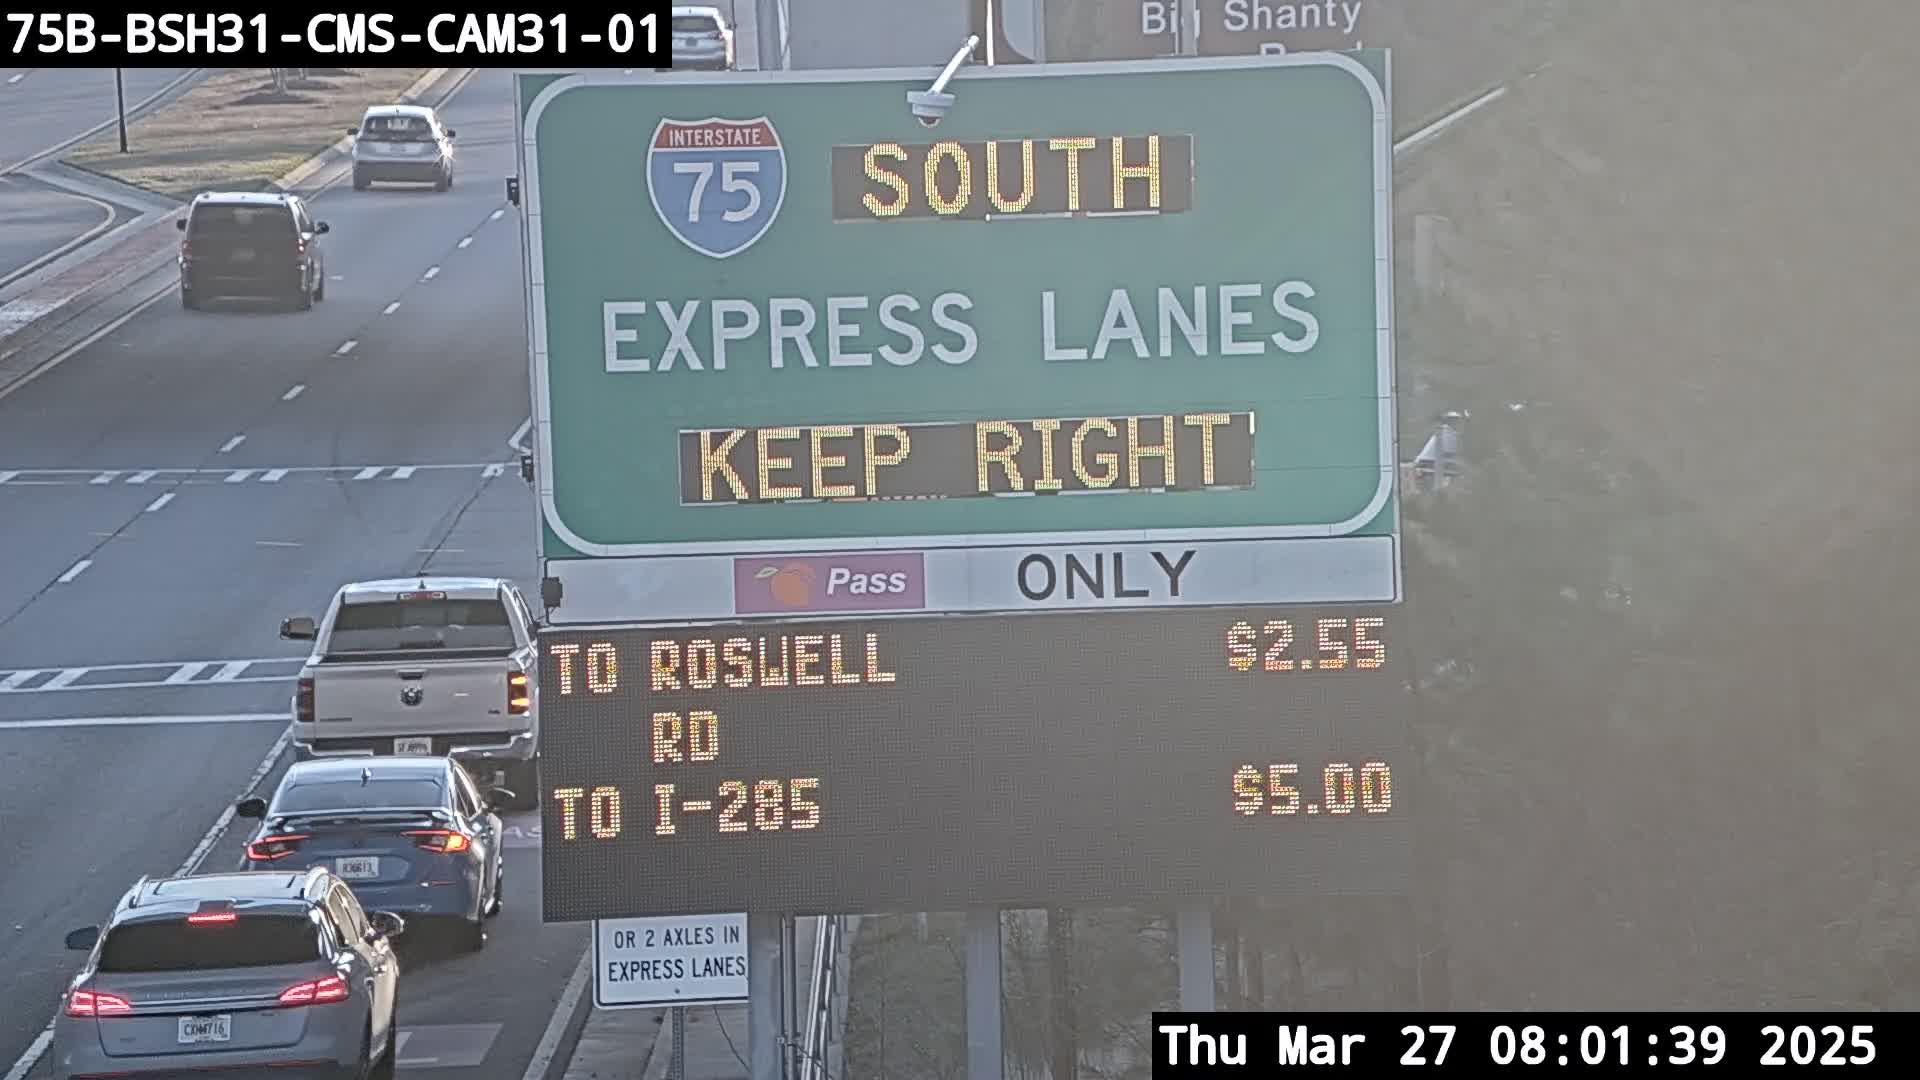 75B-BSH31-CMS-CAM31-01
Big Shanty
INTERSTATE
75
SOUTH
EXPRESS LANES
KEEP RIGHT
Pass
ONLY
TO ROSWELL $2.55
RD
TO I-285 $5.00
OR 2 AXLES IN
EXPRESS LANES
Thu Mar 27 08:01:39 2025